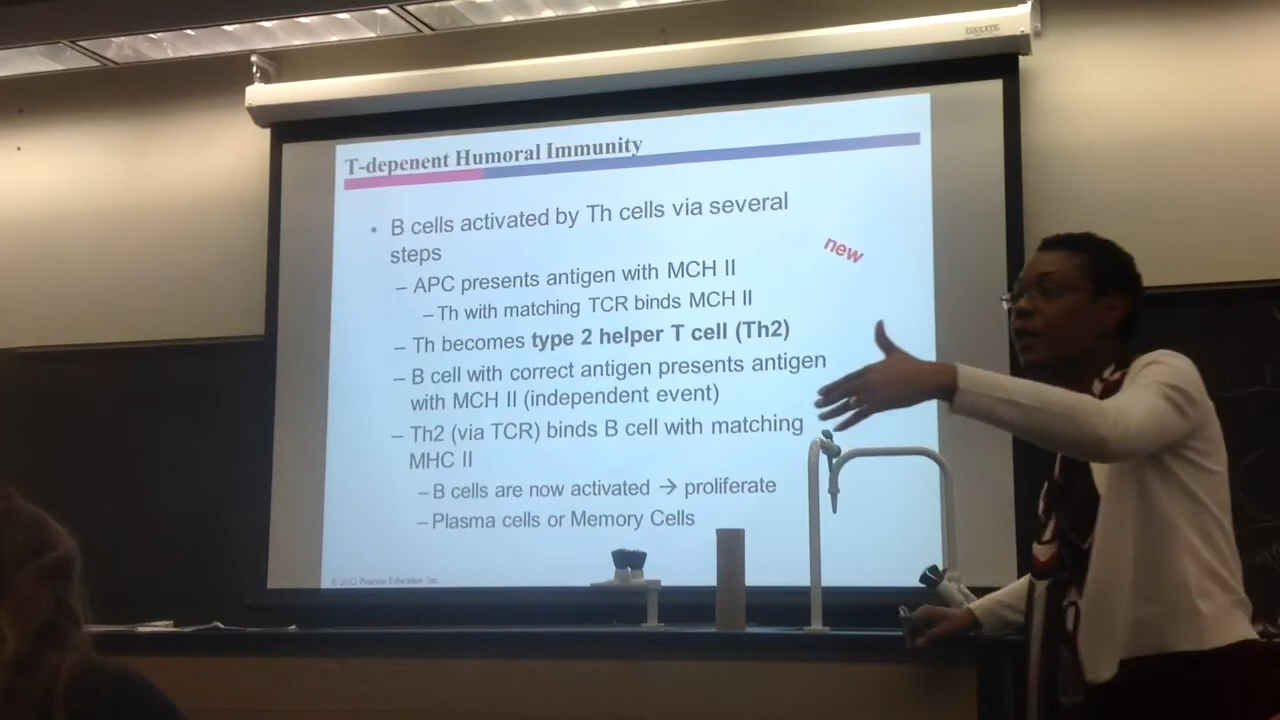 T-depenent Humoral Immunity
• B cells activated by Th cells via several
steps
new
– APC presents antigen with MCH II
– Th with matching TCR binds MCH II
– Th becomes type 2 helper T cell (Th2)
– B cell with correct antigen presents antigen
with MCH II (independent event)
– Th2 (via TCR) binds B cell with matching
MHC II
– B cells are now activated → proliferate
– Plasma cells or Memory Cells
© 2012 Pearson Education Inc.